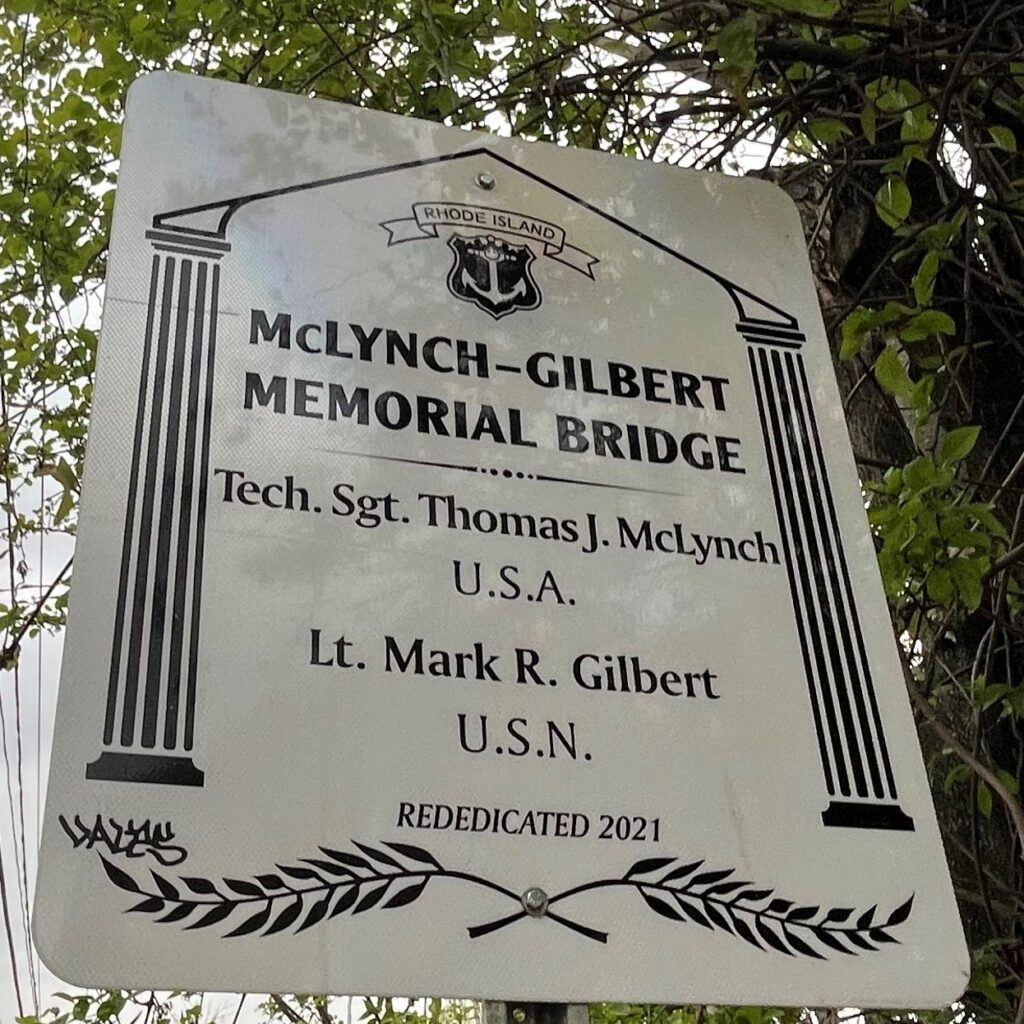 RHODE ISLAND
McLYNCH-GILBERT
MEMORIAL BRIDGE
Tech. Sgt. Thomas J. McLynch
U.S.A.
Lt. Mark R. Gilbert
U.S.N.
REDEDICATED 2021